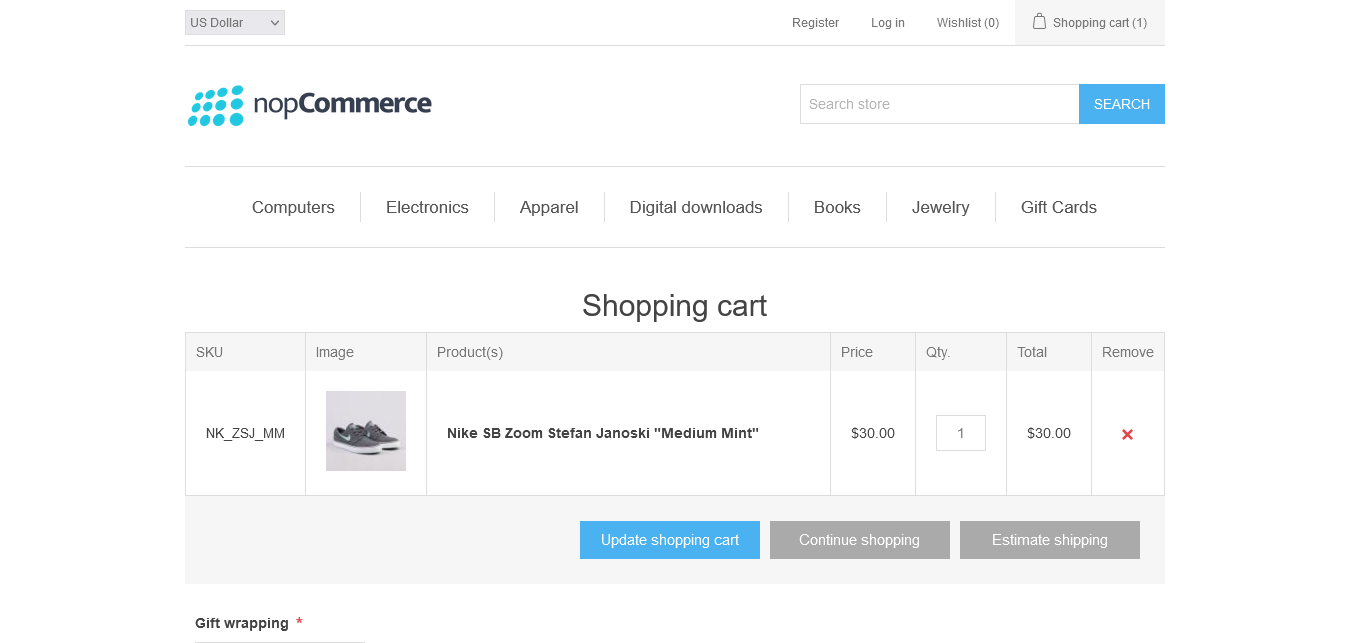 US Dollar
Register
Log in
Wishlist (0)
Shopping cart (1)
nopCommerce
Search store
SEARCH
Computers
Electronics
Apparel
Digital downloads
Books
Jewelry
Gift Cards
Shopping cart
SKU Image Product(s) Price Qty. Total Remove
NK_ZSJ_MM Nike SB Zoom Stefan Janoski "Medium Mint" $30.00 1 $30.00
Update shopping cart
Continue shopping
Estimate shipping
Gift wrapping *